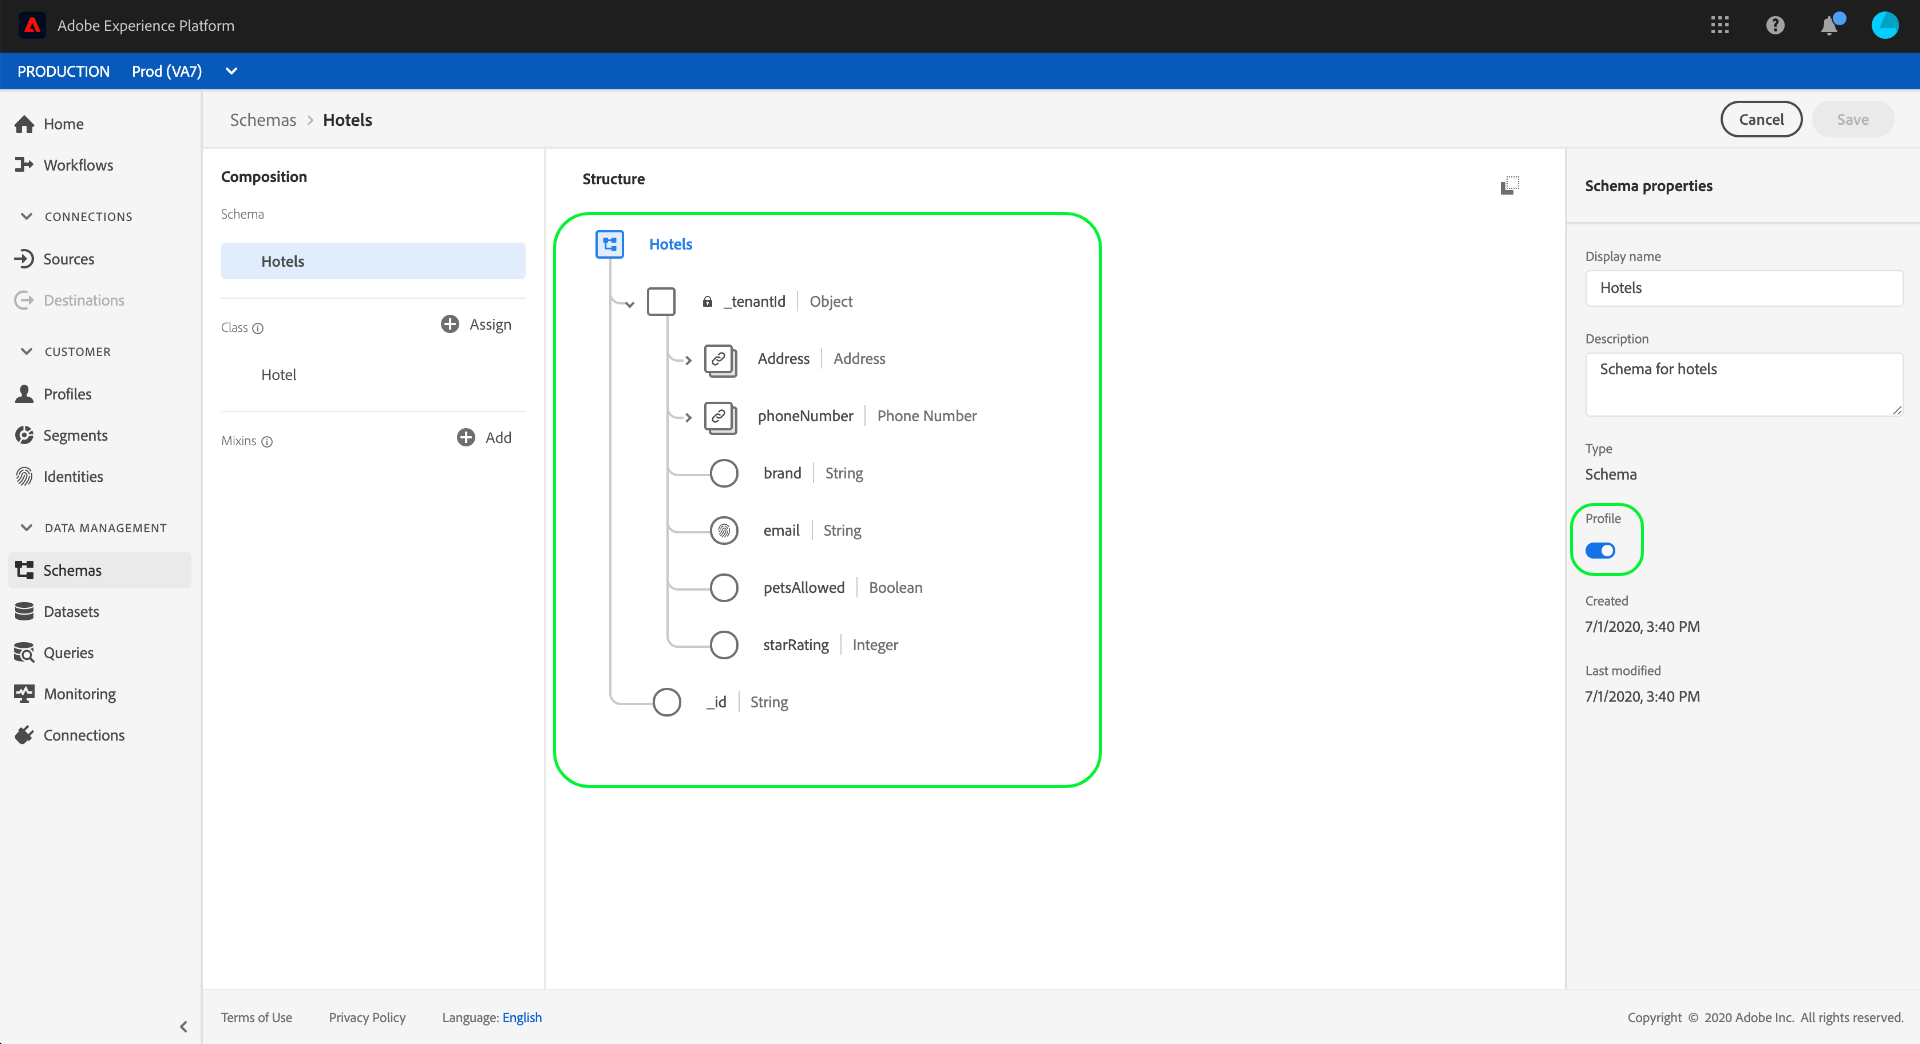 Adobe Experience Platform
PRODUCTION Prod (VA7)
Home
Workflows
CONNECTIONS
Sources
Destinations
CUSTOMER
Profiles
Segments
Identities
DATA MANAGEMENT
Schemas
Datasets
Queries
Monitoring
Connections
Schemas > Hotels
Cancel
Save
Composition
Schema
Hotels
Class
Assign
Hotel
Mixins
Add
Structure
Hotels
_tenantId | Object
Address | Address
phoneNumber | Phone Number
brand | String
email | String
petsAllowed | Boolean
starRating | Integer
_id | String
Schema properties
Display name
Hotels
Description
Schema for hotels
Type
Schema
Profile
Created
7/1/2020, 3:40 PM
Last modified
7/1/2020, 3:40 PM
Terms of Use Privacy Policy Language: English
Copyright © 2020 Adobe Inc. All rights reserved.